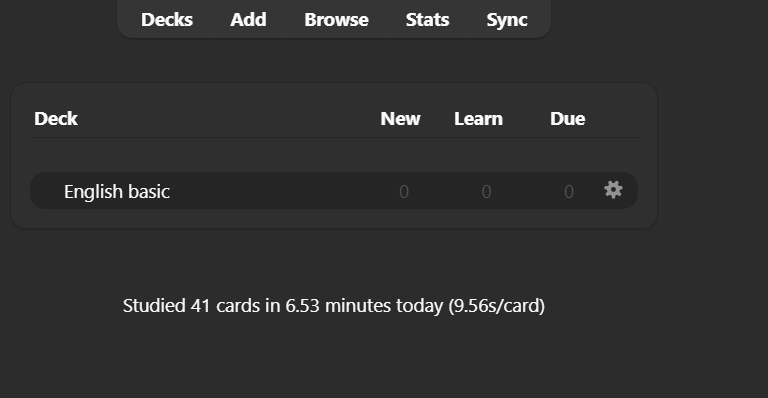 Decks Add Browse Stats Sync
Deck New Learn Due
English basic 0 0 0
Studied 41 cards in 6.53 minutes today (9.56s/card)